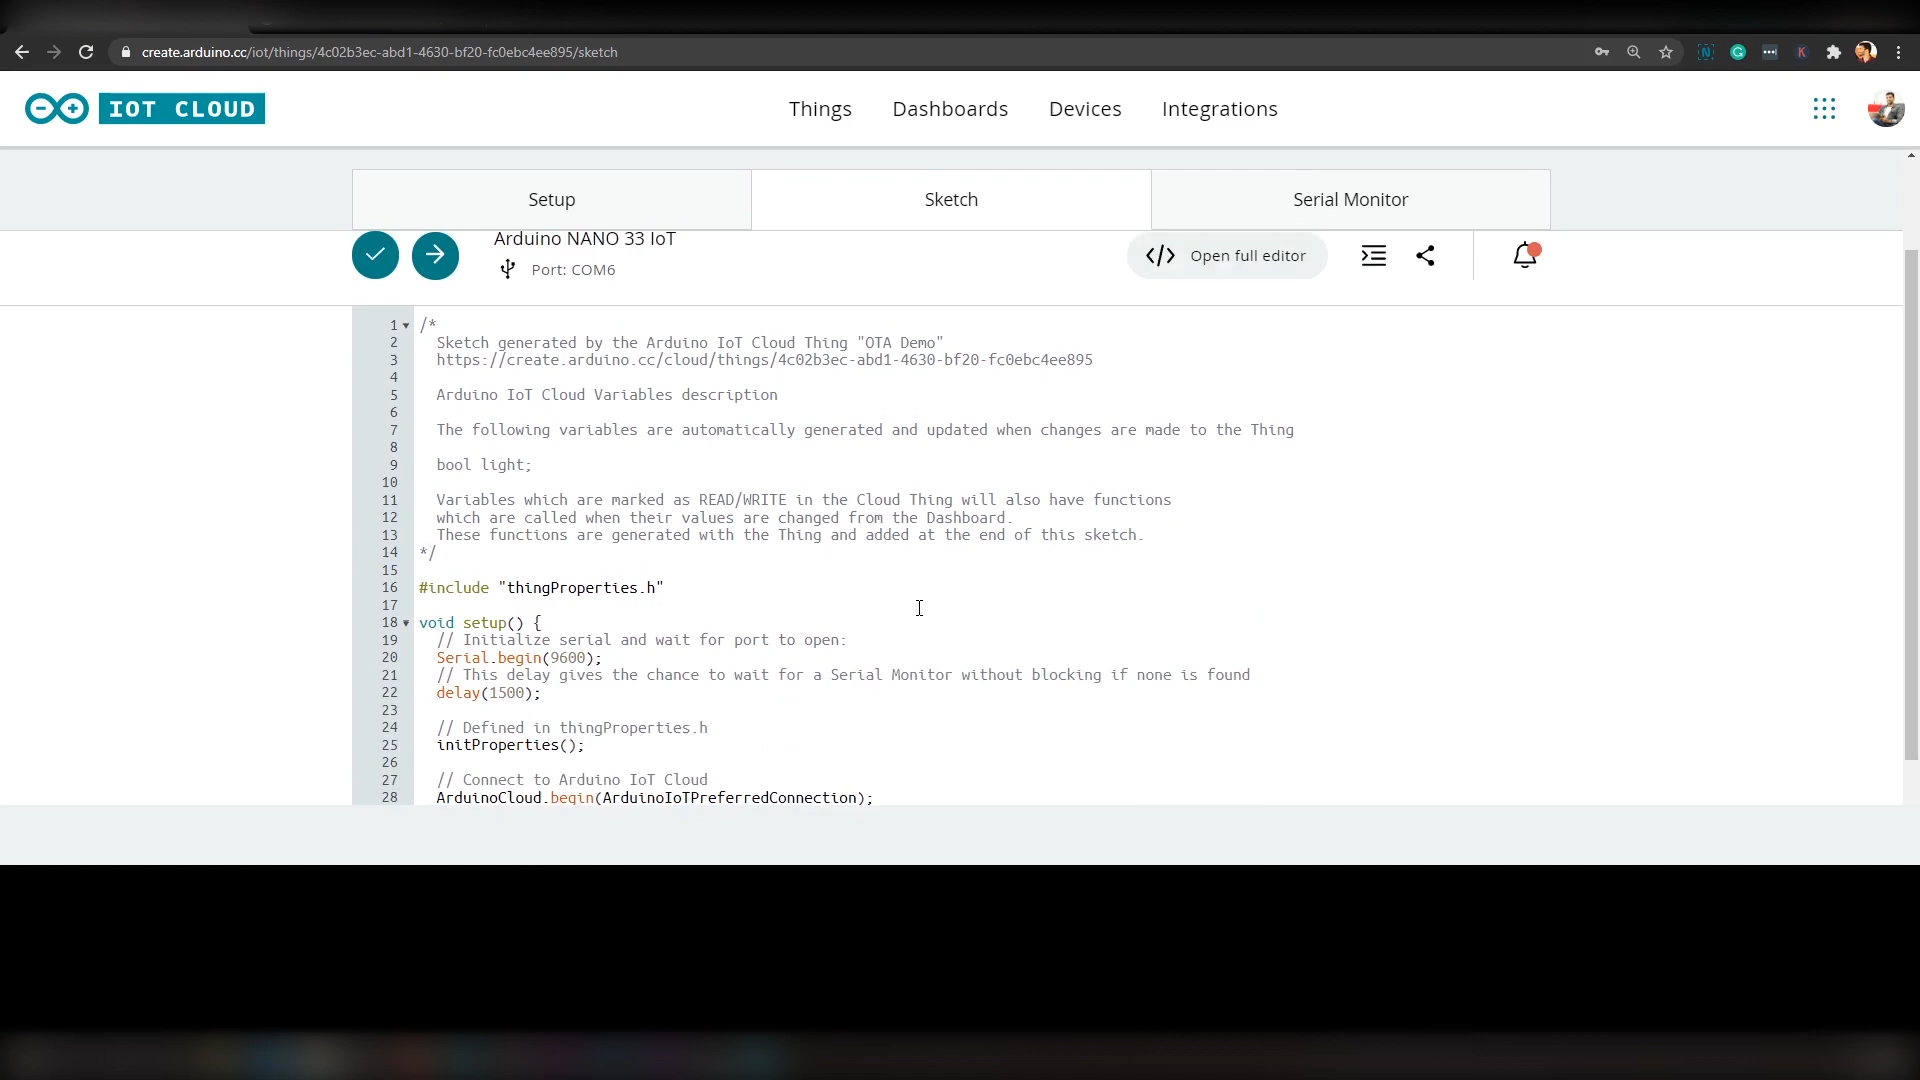 create.arduino.cc/iot/things/4c02b3ec-abd1-4630-bf20-fc0ebc4ee895/sketch
IOT CLOUD
Things Dashboards Devices Integrations
Setup Sketch Serial Monitor
Arduino NANO 33 IoT
Port: COM6
</> Open full editor
1 /*
2 Sketch generated by the Arduino IoT Cloud Thing "OTA Demo"
3 https://create.arduino.cc/cloud/things/4c02b3ec-abd1-4630-bf20-fc0ebc4ee895
4
5 Arduino IoT Cloud Variables description
6
7 The following variables are automatically generated and updated when changes are made to the Thing
8
9 bool light;
10
11 Variables which are marked as READ/WRITE in the Cloud Thing will also have functions
12 which are called when their values are changed from the Dashboard.
13 These functions are generated with the Thing and added at the end of this sketch.
14 */
15
16 #include "thingProperties.h"
17
18 void setup() {
19 // Initialize serial and wait for port to open:
20 Serial.begin(9600);
21 // This delay gives the chance to wait for a Serial Monitor without blocking if none is found
22 delay(1500);
23
24 // Defined in thingProperties.h
25 initProperties();
26
27 // Connect to Arduino IoT Cloud
28 ArduinoCloud.begin(ArduinoIoTPreferredConnection);